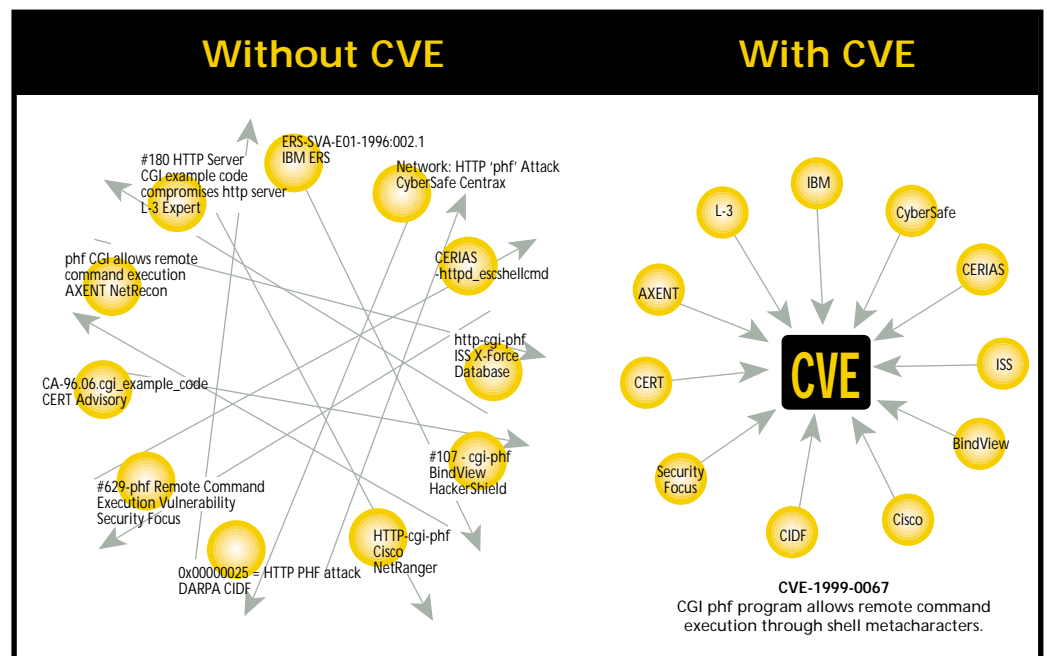 Without CVE
With CVE
ERS-SVA-E01-1996:002.1
IBM ERS
#180 HTTP Server
CGI example code
compromises http server
L-3 Expert
Network: HTTP ‘phf’ Attack
CyberSafe Centrax
phf CGI allows remote
command execution
AXENT NetRecon
CERIAS
-httpd_escshellcmd
http-cgi-phf
ISS X-Force
Database
CA-96.06.cgi_example_code
CERT Advisory
#107 - cgi-phf
BindView
HackerShield
#629-phf Remote Command
Execution Vulnerability
Security Focus
HTTP-cgi-phf
Cisco
NetRanger
0x00000025 = HTTP PHF attack
DARPA CIDF
IBM
L-3
CyberSafe
CERIAS
AXENT
CVE
ISS
CERT
BindView
Security
Focus
Cisco
CIDF
CVE-1999-0067
CGI phf program allows remote command
execution through shell metacharacters.